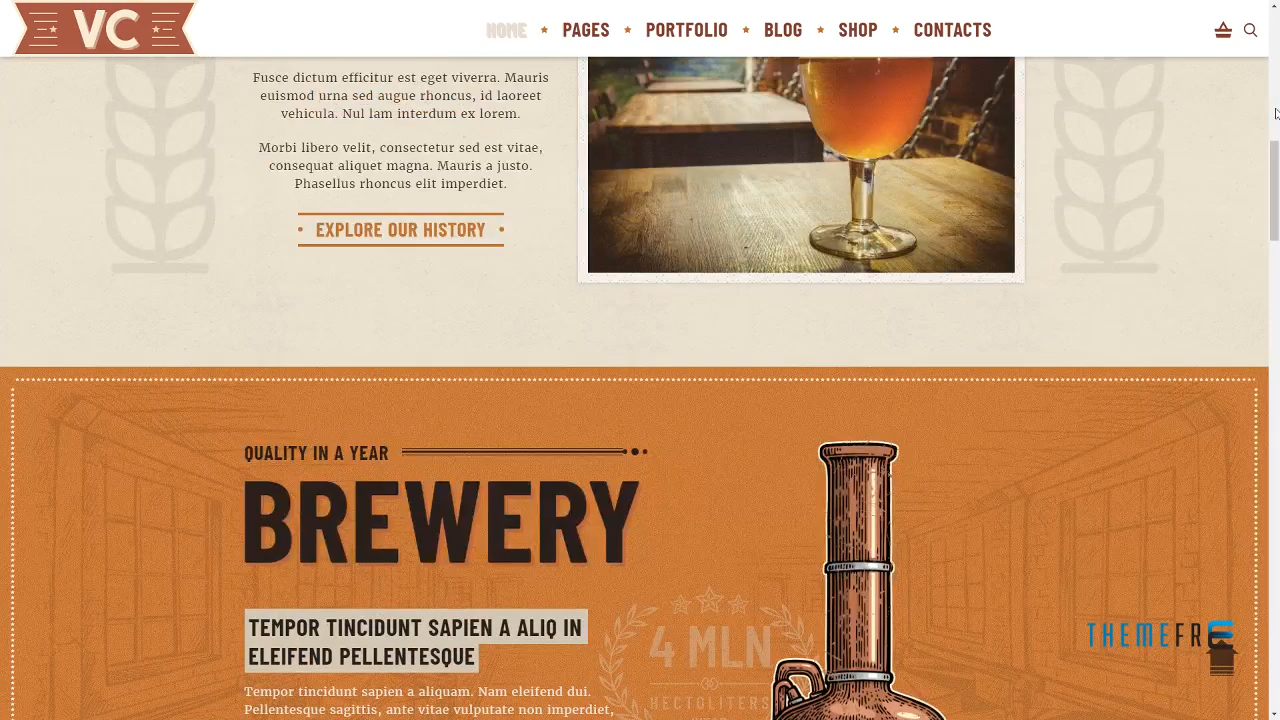 VC
HOME PAGES PORTFOLIO BLOG SHOP CONTACTS
Fusce dictum efficitur est eget viverra. Mauris
euismod urna sed augue rhoncus, id laoreet
vehicula. Nul lam interdum ex lorem.
Morbi libero velit, consectetur sed est vitae,
consequat aliquet magna. Mauris a justo.
Phasellus rhoncus elit imperdiet.
EXPLORE OUR HISTORY
QUALITY IN A YEAR
BREWERY
TEMPOR TINCIDUNT SAPIEN A ALIQ IN
ELEIFEND PELLENTESQUE
Tempor tincidunt sapien a aliquam. Nam eleifend dui.
Pellentesque sagittis, ante vitae vulputate non imperdiet,
4 MLN
HECTOLITERS
THEMEFRE